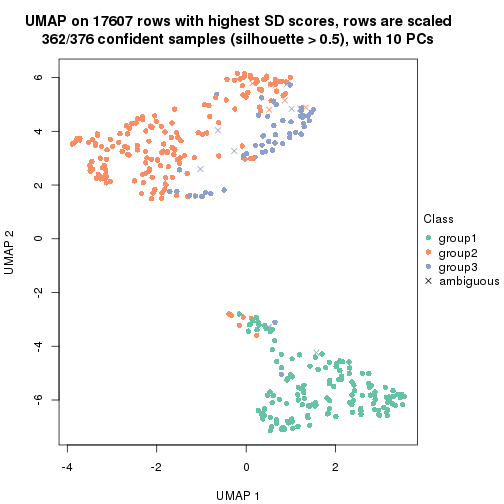 UMAP on 17607 rows with highest SD scores, rows are scaled
362/376 confident samples (silhouette > 0.5), with 10 PCs
6
4
2
0
-2
-4
-6
UMAP 2
-4
-2
0
2
UMAP 1
Class
group1
group2
group3
ambiguous